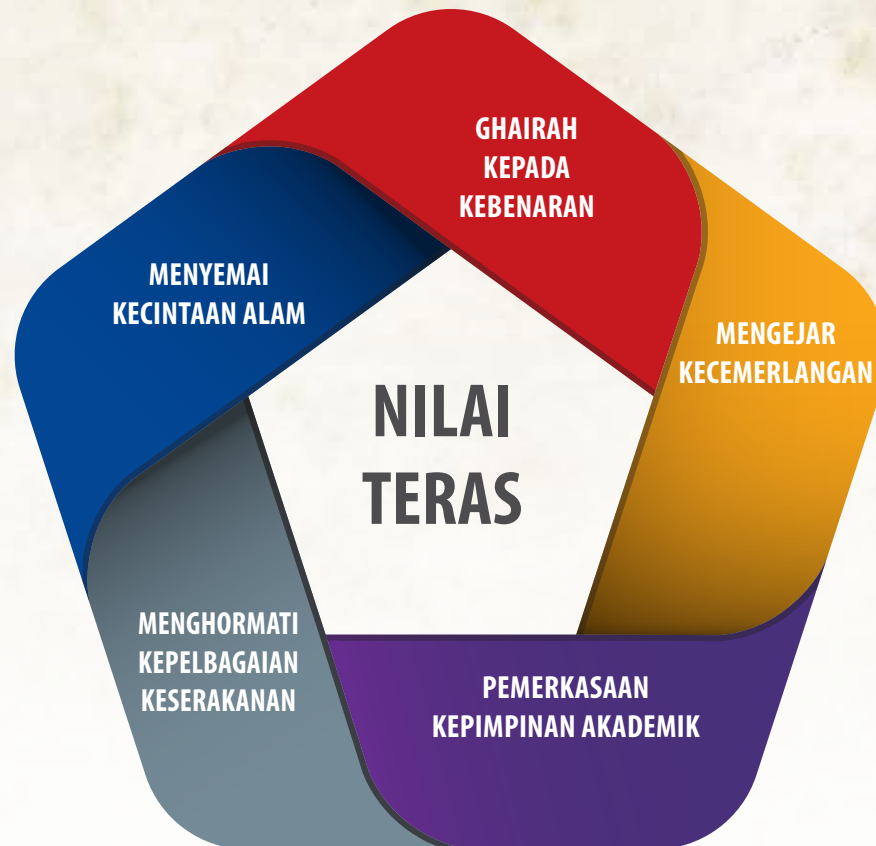 GHAIRAH
KEPADA
KEBENARAN
MENYEMAI
KECINTAAN ALAM
MENGEJAR
KECEMERLANGAN
NILAI
TERAS
MENGHORMATI
KEPELBAGAIAN
KESERAKANAN
PEMERKASAAN
KEPIMPINAN AKADEMIK